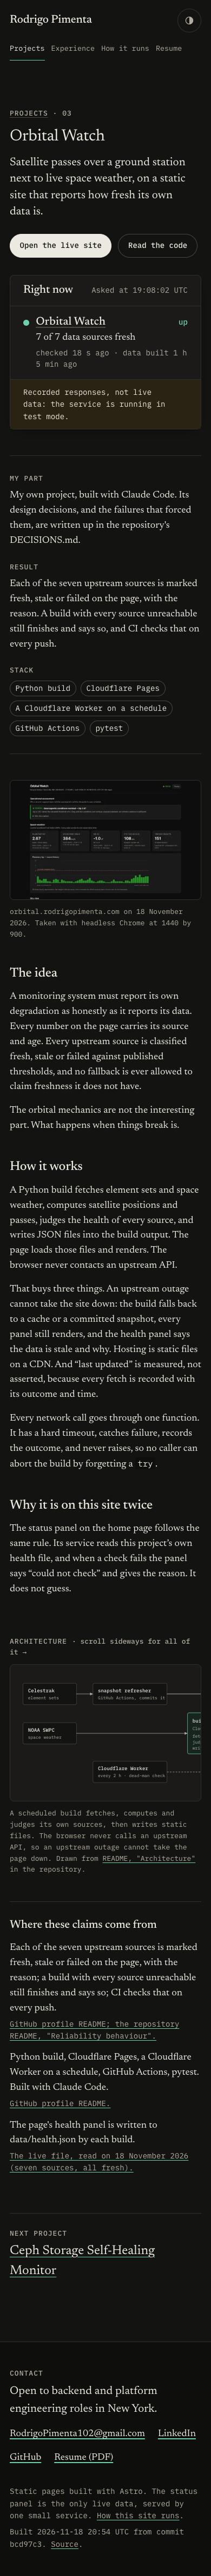 Rodrigo Pimenta
Projects Experience How it runs Resume
PROJECTS · 03
Orbital Watch
Satellite passes over a ground station
next to live space weather, on a static
site that reports how fresh its own
data is.
Open the live site
Read the code
Right now
Asked at 19:08:02 UTC
Orbital Watch
up
7 of 7 data sources fresh
checked 18 s ago · data built 1 h
5 min ago
Recorded responses, not live
data: the service is running in
test mode.
MY PART
My own project, built with Claude Code. Its
design decisions, and the failures that forced
them, are written up in the repository’s
DECISIONS.md.
RESULT
Each of the seven upstream sources is marked
fresh, stale or failed on the page, with the
reason. A build with every source unreachable
still finishes and says so, and CI checks that on
every push.
STACK
Python build
Cloudflare Pages
A Cloudflare Worker on a schedule
GitHub Actions
pytest
Orbital Watch
orbital.rodrigopimenta.com on 18 November
2026. Taken with headless Chrome at 1440 by
900.
The idea
A monitoring system must report its own
degradation as honestly as it reports its data.
Every number on the page carries its source
and age. Every upstream source is classified
fresh, stale or failed against published
thresholds, and no fallback is ever allowed to
claim freshness it does not have.
The orbital mechanics are not the interesting
part. What happens when things break is.
How it works
A Python build fetches element sets and space
weather, computes satellite positions and
passes, judges the health of every source, and
writes JSON files into the build output. The
page loads those files and renders. The
browser never contacts an upstream API.
That buys three things. An upstream outage
cannot take the site down: the build falls back
to a cache or a committed snapshot, every
panel still renders, and the health panel says
the data is stale and why. Hosting is static files
on a CDN. And “last updated” is measured, not
asserted, because every fetch is recorded with
its outcome and time.
Every network call goes through one function.
It has a hard timeout, catches failure, records
the outcome, and never raises, so no caller can
abort the build by forgetting a try.
Why it is on this site twice
The status panel on the home page follows the
same rule. Its service reads this project’s own
health file, and when a check fails the panel
says “could not check” and gives the reason. It
does not guess.
ARCHITECTURE · scroll sideways for all of
it →
Celestrak
element sets
snapshot refresher
GitHub Actions, commits it
NOAA SWPC
space weather
Cloudflare Worker
every 2 h · dead-man check
A scheduled build fetches, computes and
judges its own sources, then writes static
files. The browser never calls an upstream
API, so an upstream outage cannot take the
page down. Drawn from README, "Architecture"
in the repository.
Where these claims come from
Each of the seven upstream sources is marked
fresh, stale or failed on the page, with the
reason; a build with every source unreachable
still finishes and says so; CI checks that on
every push.
GitHub profile README; the repository
README, "Reliability behaviour".
Python build, Cloudflare Pages, a Cloudflare
Worker on a schedule, GitHub Actions, pytest.
Built with Claude Code.
GitHub profile README.
The page’s health panel is written to
data/health.json by each build.
The live file, read on 18 November 2026
(seven sources, all fresh).
NEXT PROJECT
Ceph Storage Self-Healing
Monitor
CONTACT
Open to backend and platform
engineering roles in New York.
RodrigoPimenta102@gmail.com LinkedIn
GitHub Resume (PDF)
Static pages built with Astro. The status
panel is the only live data, served by
one small service. How this site runs.
Built 2026-11-18 20:54 UTC from commit
bcd97c3. Source.